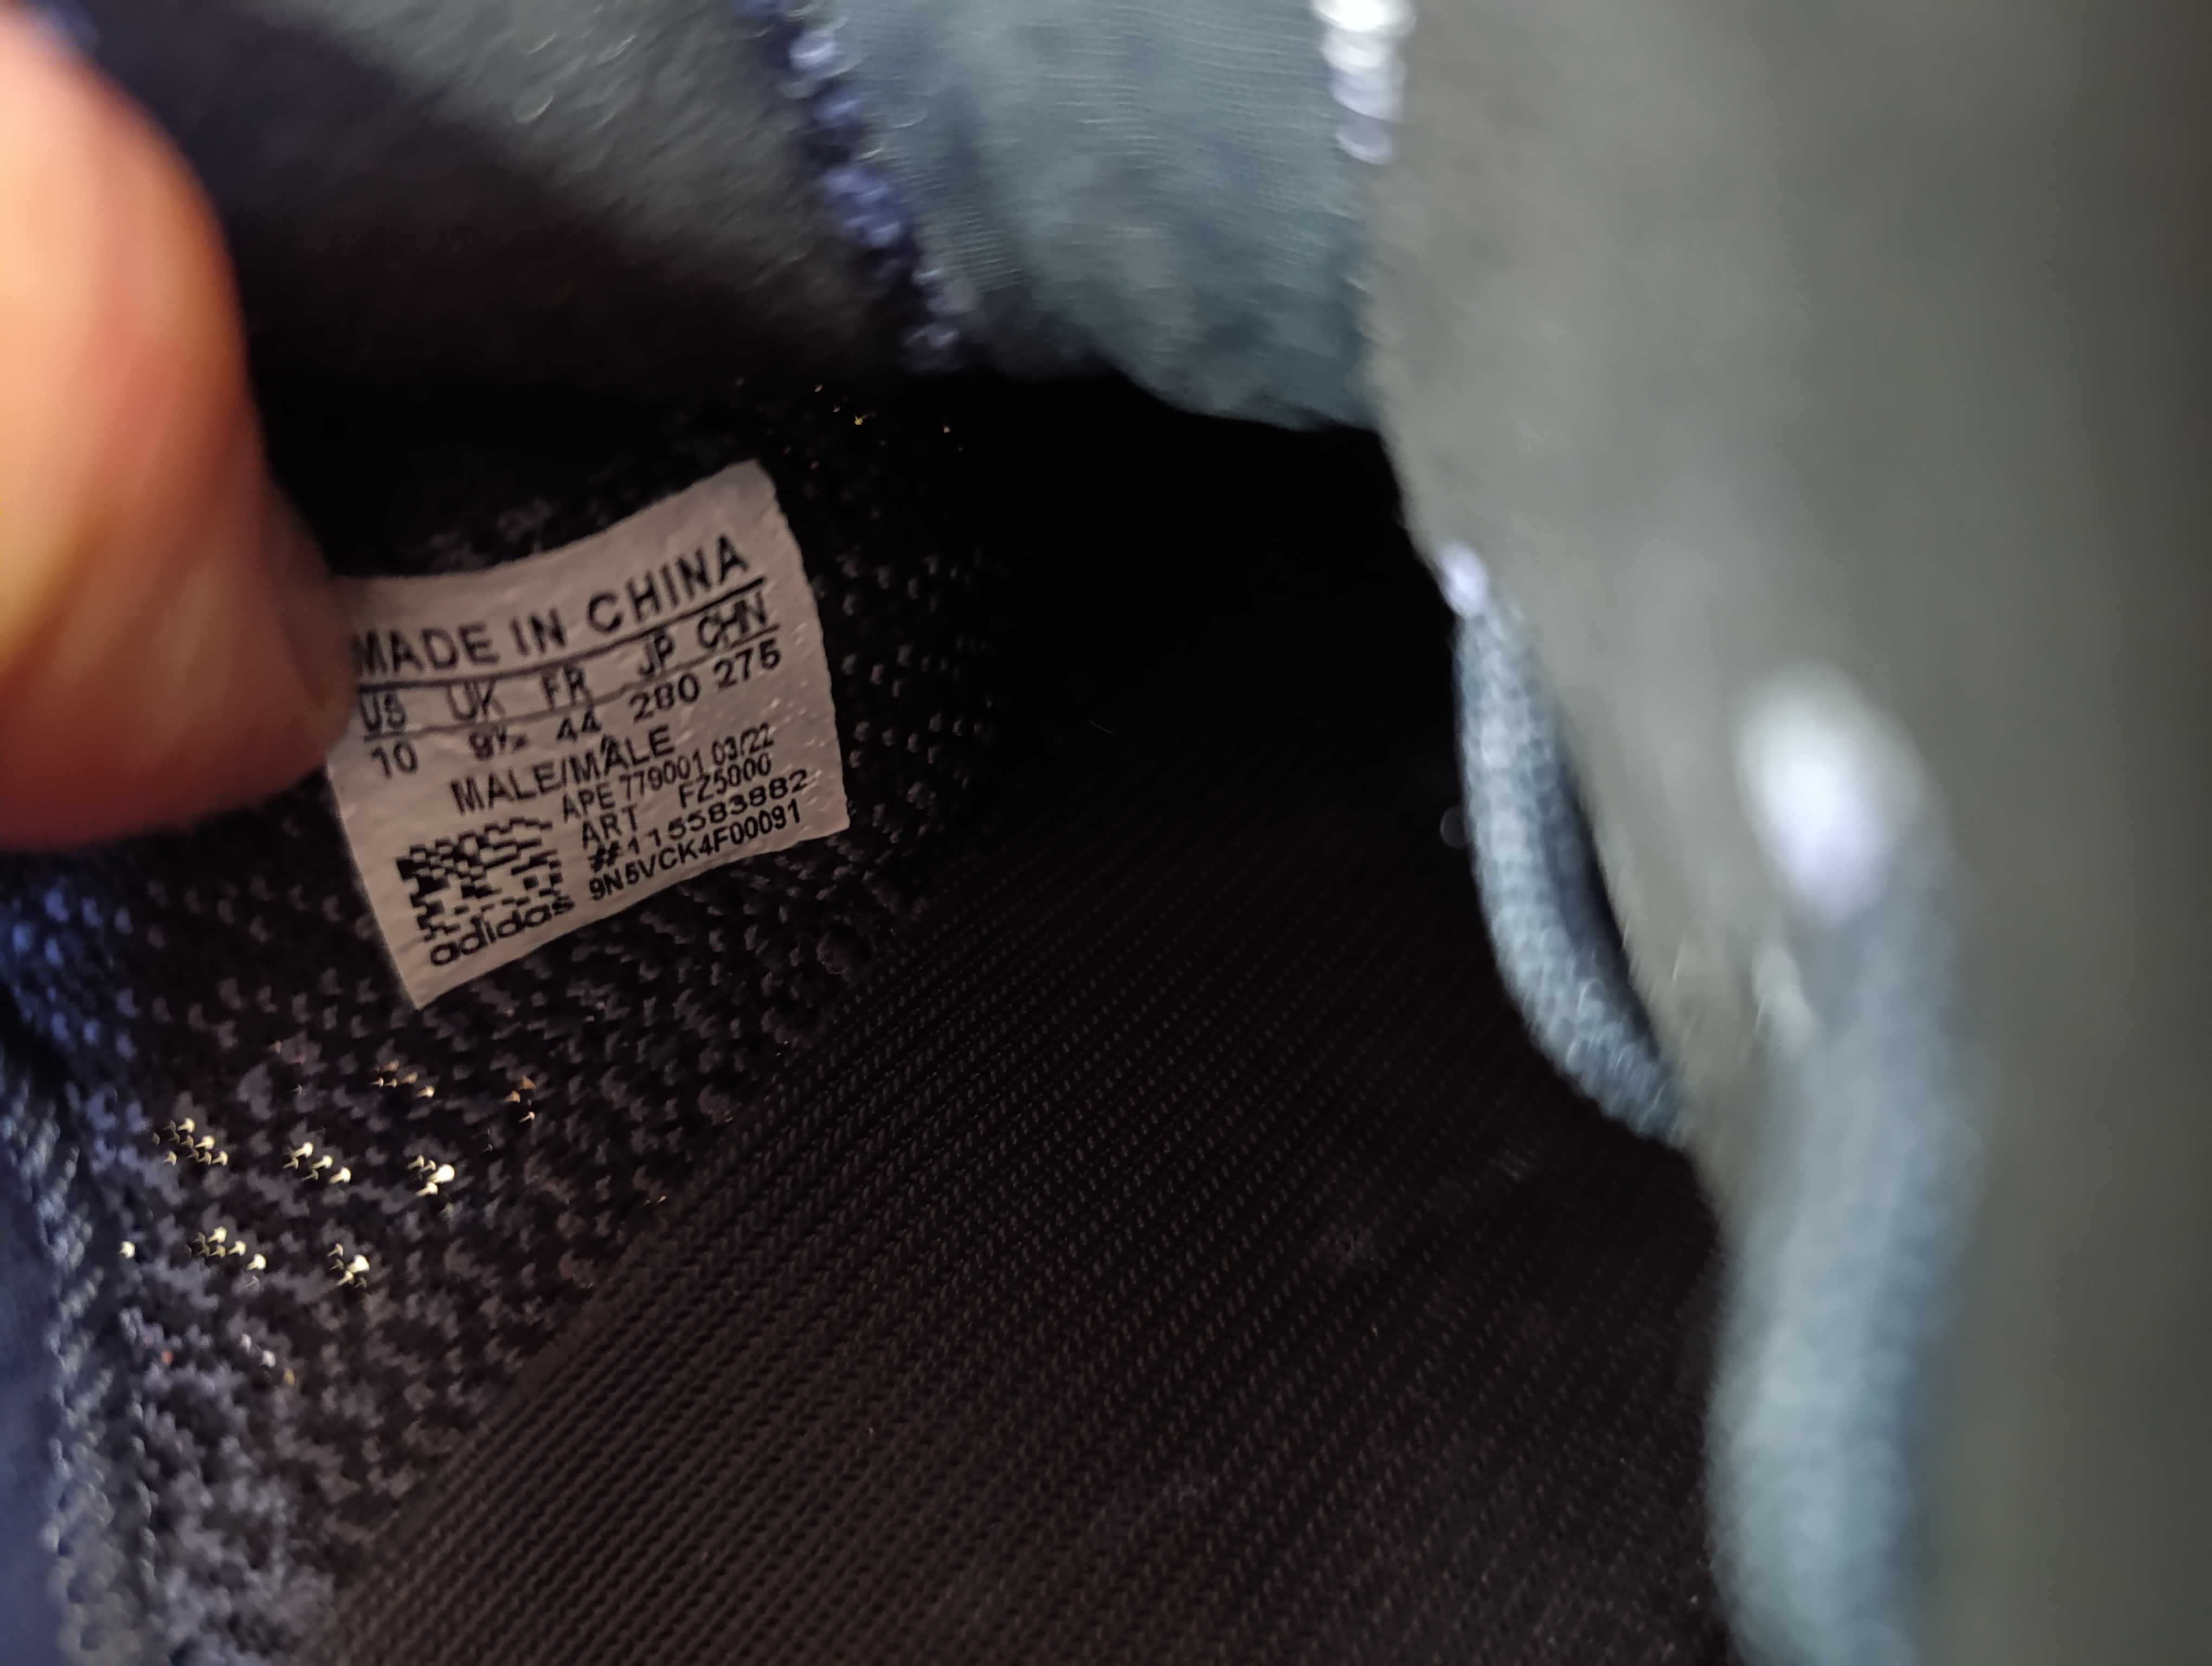 MADE IN CHINA
US UK FR JP CHN
10 9½ 44 280 275
MALE/MÂLE
APE 779001 03/22
ART FZ5000
#115583882
9N5VCK4F00091
adidas